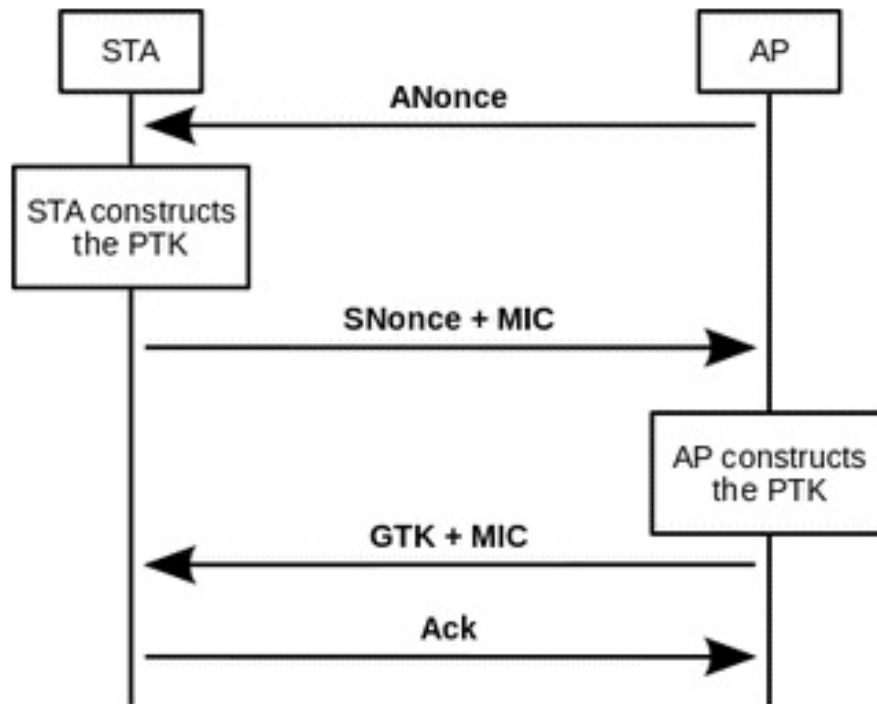 STA
AP
ANonce
STA constructs
the PTK
SNonce + MIC
AP constructs
the PTK
GTK + MIC
Ack